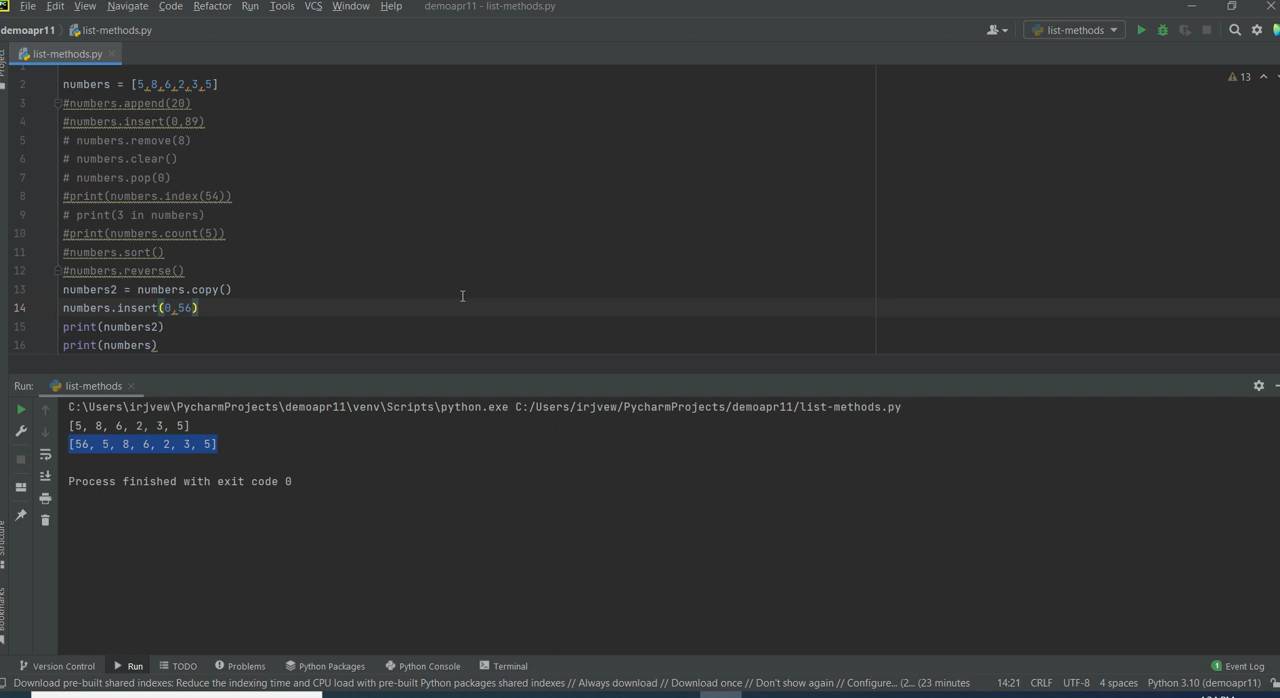 File Edit View Navigate Code Refactor Run Tools VCS Window Help demoapr11 - list-methods.py
demoapr11 list-methods.py list-methods
list-methods.py
Project
1
13
2 numbers = [5,8,6,2,3,5]
3 #numbers.append(20)
4 #numbers.insert(0,89)
5 # numbers.remove(8)
6 # numbers.clear()
7 # numbers.pop(0)
8 #print(numbers.index(54))
9 # print(3 in numbers)
10 #print(numbers.count(5))
11 #numbers.sort()
12 #numbers.reverse()
13 numbers2 = numbers.copy()
14 numbers.insert(0,56)
15 print(numbers2)
16 print(numbers)
Run: list-methods
C:\Users\irjvew\PycharmProjects\demoapr11\venv\Scripts\python.exe C:/Users/irjvew/PycharmProjects/demoapr11/list-methods.py
[5, 8, 6, 2, 3, 5]
[56, 5, 8, 6, 2, 3, 5]
Process finished with exit code 0
Structure
Bookmarks
Version Control Run TODO Problems Python Packages Python Console Terminal 1 Event Log
Download pre-built shared indexes: Reduce the indexing time and CPU load with pre-built Python packages shared indexes // Always download // Download once // Don't show again // Configure... (2... (23 minutes 14:21 CRLF UTF-8 4 spaces Python 3.10 (demoapr11)